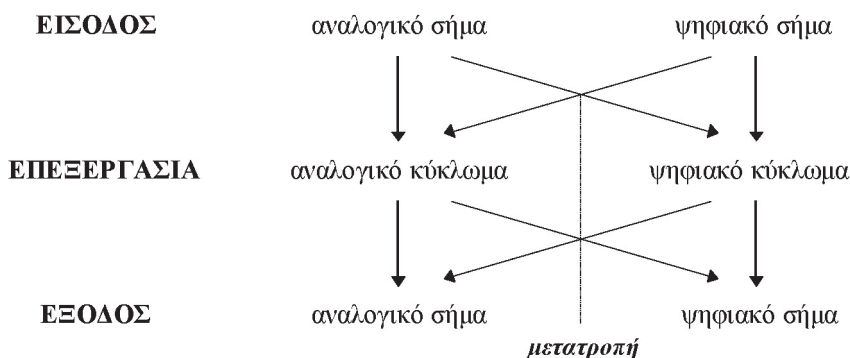 ΕΙΣΟΔΟΣ αναλογικό σήμα ψηφιακό σήμα
ΕΠΕΞΕΡΓΑΣΙΑ αναλογικό κύκλωμα ψηφιακό κύκλωμα
ΕΞΟΔΟΣ αναλογικό σήμα ψηφιακό σήμα
μετατροπή